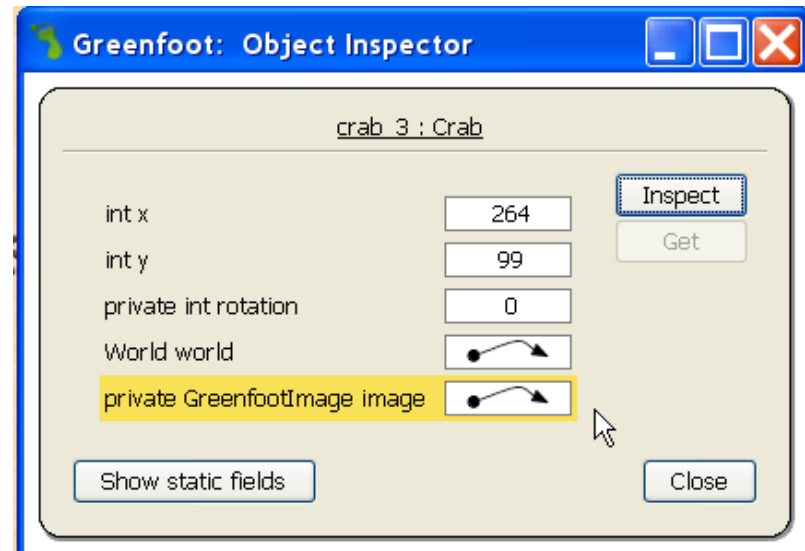 Greenfoot: Object Inspector
crab_3 : Crab
Inspect
int x 264
Get
int y 99
private int rotation 0
World world
private GreenfootImage image
Show static fields
Close